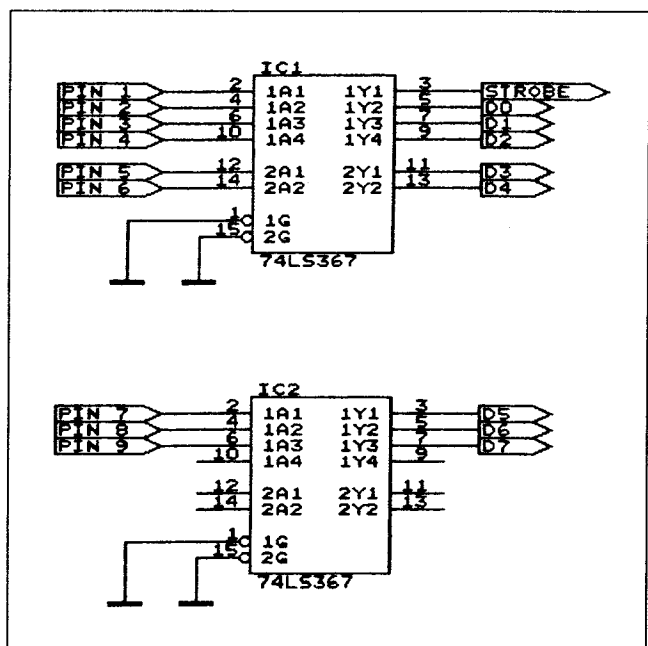 IC1
PIN 1 2 1A1 1Y1 3 STROBE
PIN 2 4 1A2 1Y2 5 D0
PIN 3 6 1A3 1Y3 7 D1
PIN 4 10 1A4 1Y4 9 D2
PIN 5 12 2A1 2Y1 11 D3
PIN 6 14 2A2 2Y2 13 D4
1 1G
15 2G
74LS367
IC2
PIN 7 2 1A1 1Y1 3 D5
PIN 8 4 1A2 1Y2 5 D6
PIN 9 6 1A3 1Y3 7 D7
10 1A4 1Y4 9
12 2A1 2Y1 11
14 2A2 2Y2 13
1 1G
15 2G
74LS367